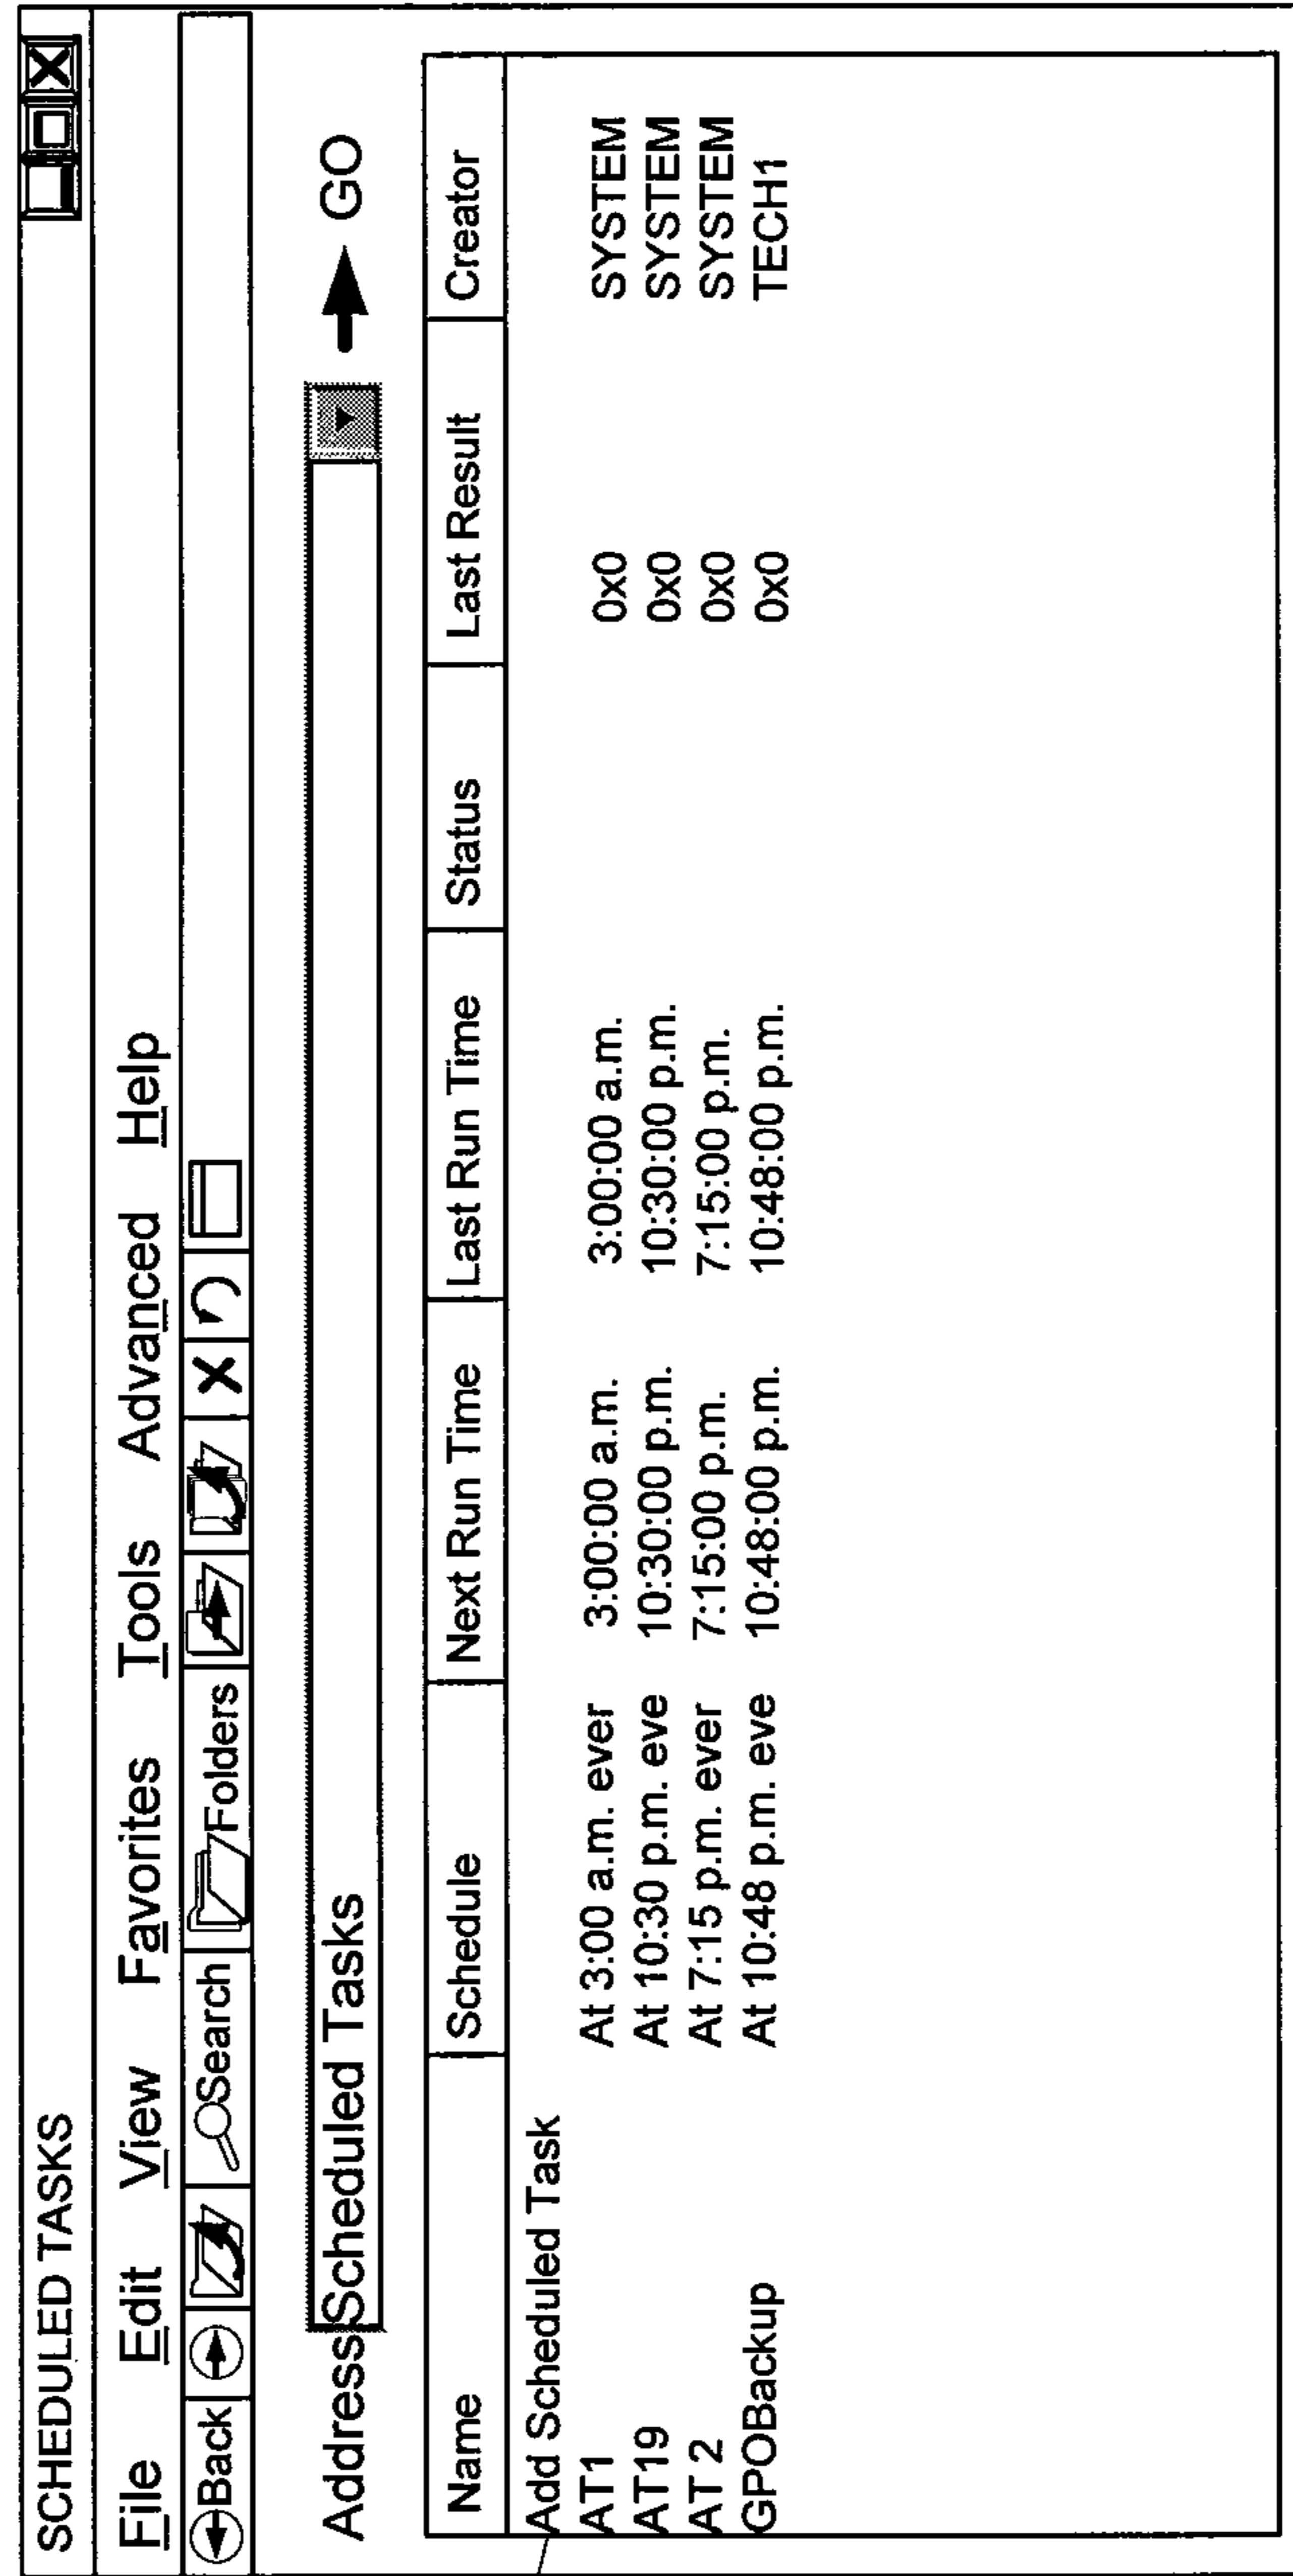 SCHEDULED TASKS
File Edit View Favorites Tools Advanced Help
Back Search Folders
Address Scheduled Tasks GO
Name Schedule Next Run Time Last Run Time Status Last Result Creator
Add Scheduled Task
AT1 At 3:00 a.m. ever 3:00:00 a.m. 3:00:00 a.m. 0x0 SYSTEM
AT19 At 10:30 p.m. eve 10:30:00 p.m. 10:30:00 p.m. 0x0 SYSTEM
AT 2 At 7:15 p.m. ever 7:15:00 p.m. 7:15:00 p.m. 0x0 SYSTEM
GPOBackup At 10:48 p.m. eve 10:48:00 p.m. 10:48:00 p.m. 0x0 TECH1